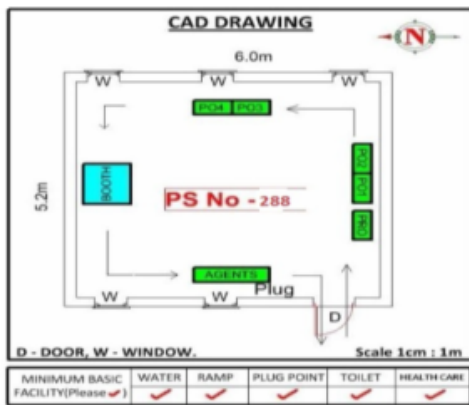 CAD DRAWING
N
6.0m
W W W
PO4 PO3
5.2m
BOOTH
PO2
PO1
PRO
PS No - 288
AGENTS
Plug
W W
D
D - DOOR, W - WINDOW. Scale 1cm : 1m
MINIMUM BASIC FACILITY(Please ✓) WATER RAMP PLUG POINT TOILET HEALTH CARE
✓ ✓ ✓ ✓ ✓